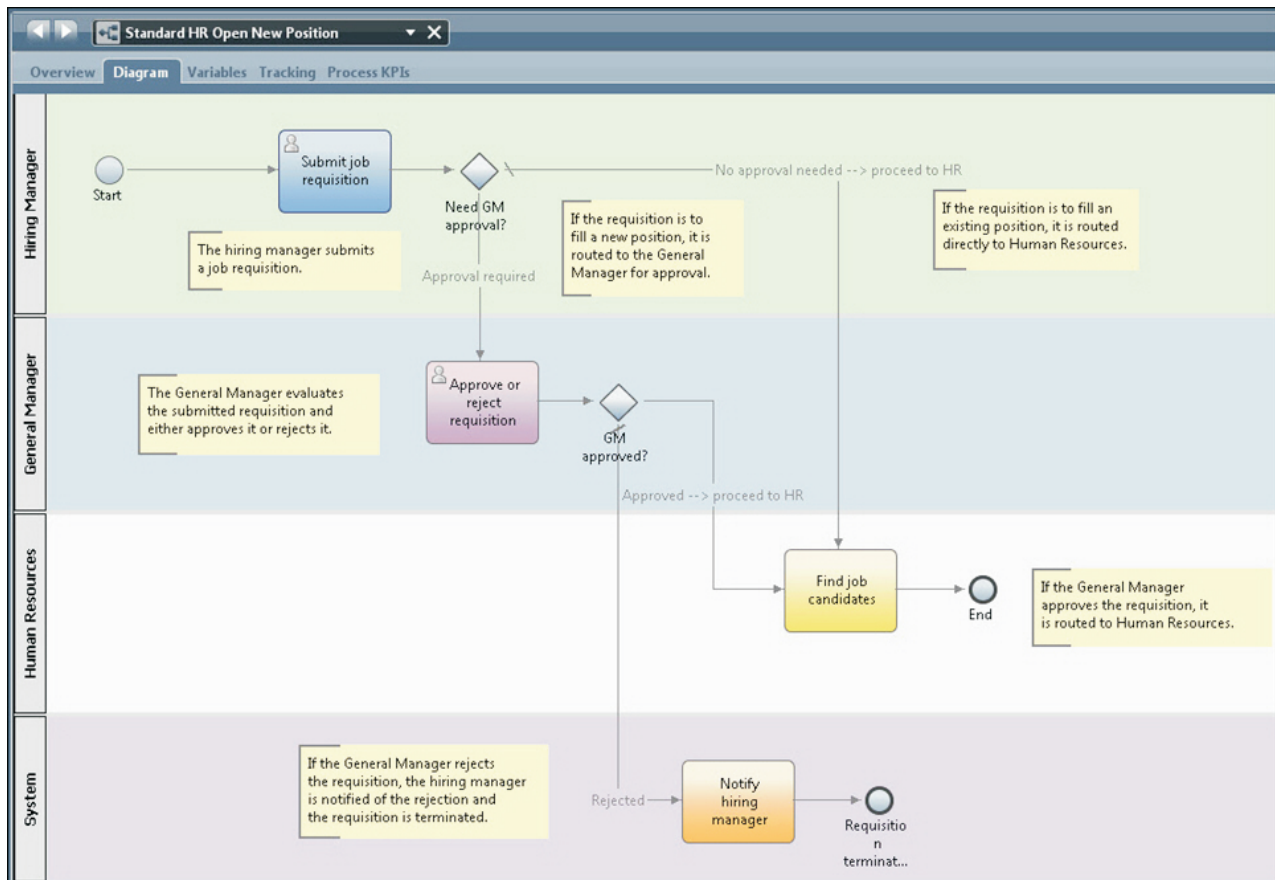 Standard HR Open New Position
Overview Diagram Variables Tracking Process KPIs
Hiring Manager
Start
Submit job
requisition
Need GM
approval?
No approval needed --> proceed to HR
The hiring manager submits
a job requisition.
If the requisition is to
fill a new position, it is
routed to the General
Manager for approval.
If the requisition is to fill an
existing position, it is routed
directly to Human Resources.
Approval required
General Manager
The General Manager evaluates
the submitted requisition and
either approves it or rejects it.
Approve or
reject
requisition
GM
approved?
Approved --> proceed to HR
Human Resources
Find job
candidates
End
If the General Manager
approves the requisition, it
is routed to Human Resources.
System
If the General Manager rejects
the requisition, the hiring manager
is notified of the rejection and
the requisition is terminated.
Rejected
Notify
hiring
manager
Requisitio
n
terminat...